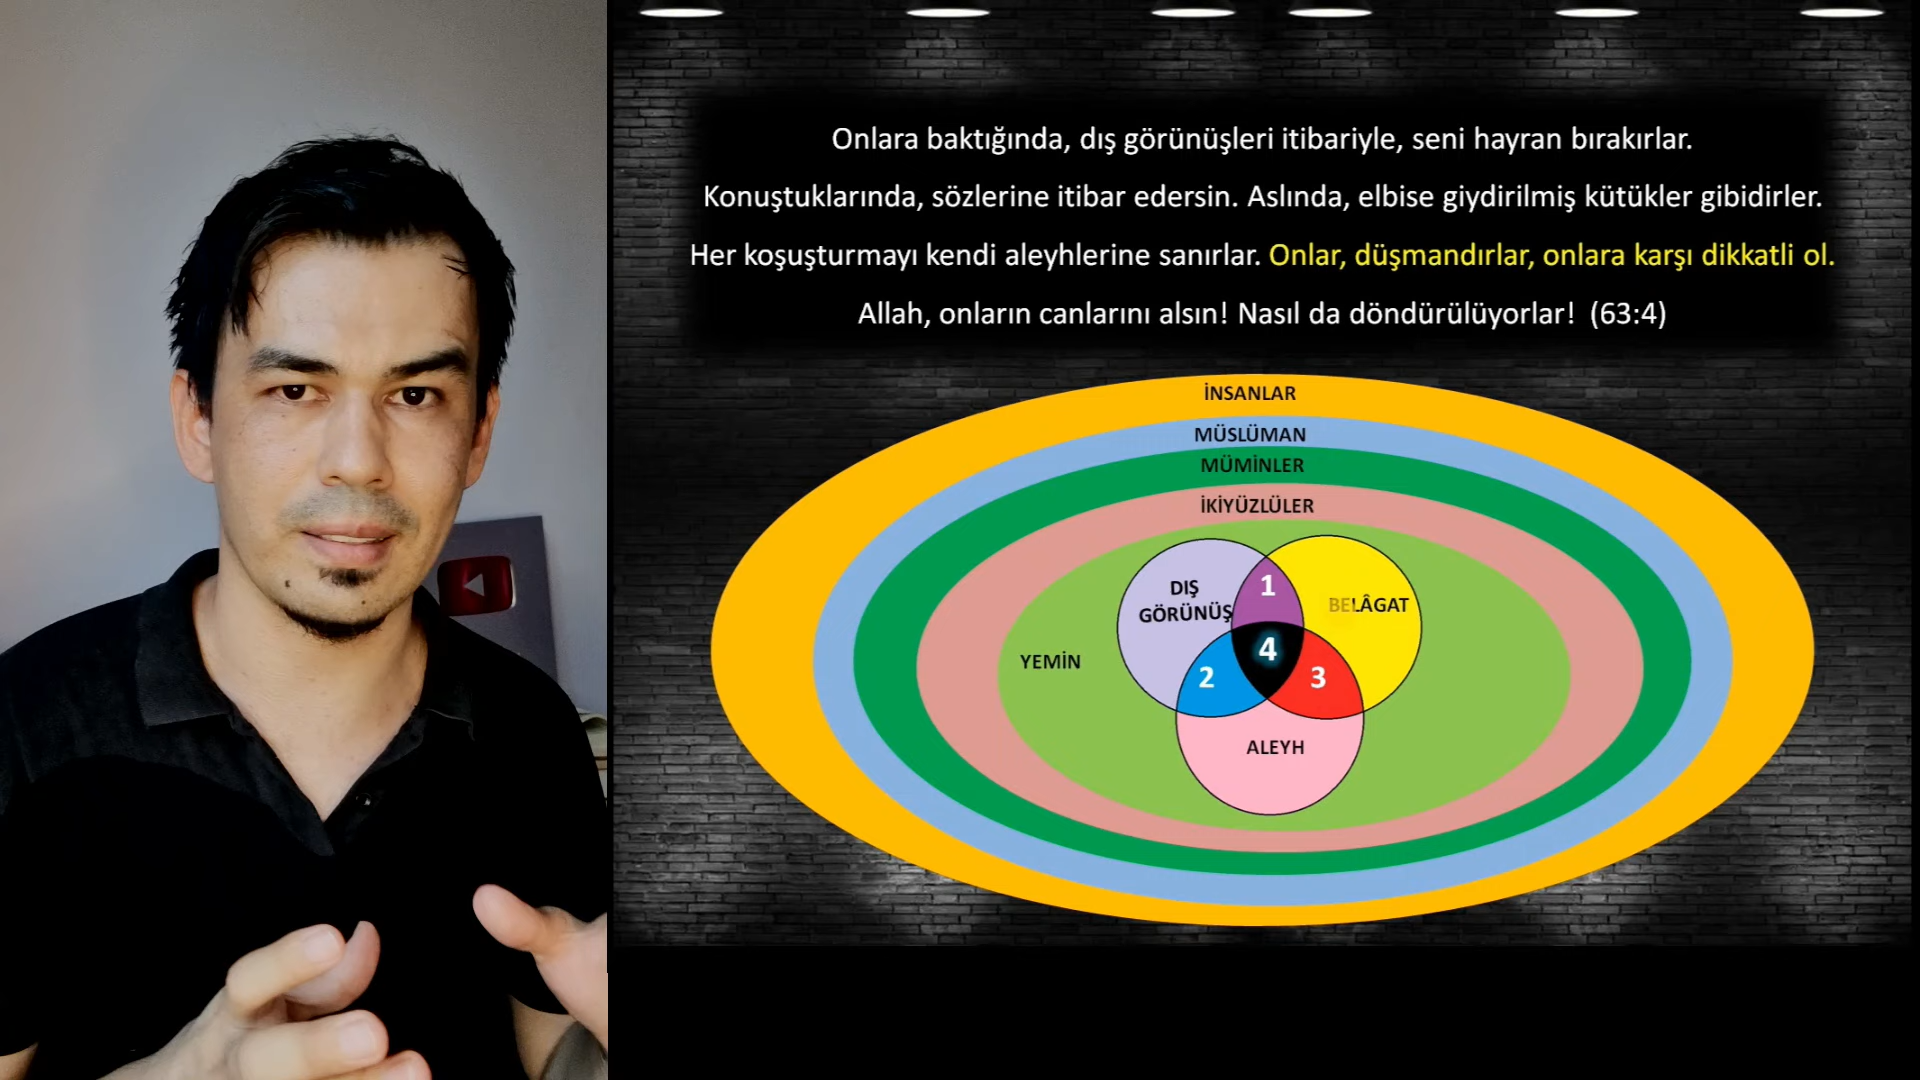 Onlara baktığında, dış görünüşleri itibariyle, seni hayran bırakırlar.
Konuştuklarında, sözlerine itibar edersin. Aslında, elbise giydirilmiş kütükler gibidirler.
Her koşuşturmayı kendi aleyhlerine sanırlar. Onlar, düşmandırlar, onlara karşı dikkatli ol.
Allah, onların canlarını alsın! Nasıl da döndürülüyorlar! (63:4)
İNSANLAR
MÜSLÜMAN
MÜMİNLER
İKİYÜZLÜLER
DIŞ
GÖRÜNÜŞ
1
BELÂGAT
YEMİN
4
2
3
ALEYH